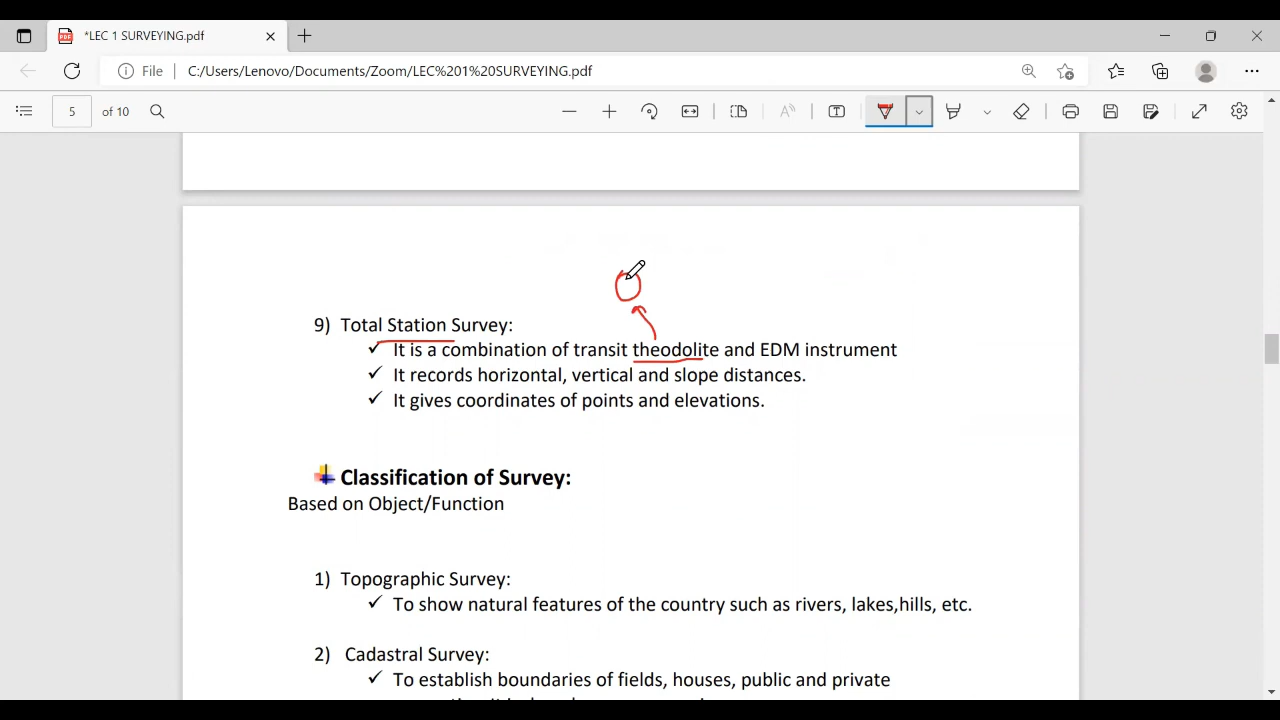 *LEC 1 SURVEYING.pdf
File C:/Users/Lenovo/Documents/Zoom/LEC%201%20SURVEYING.pdf
5 of 10
9) Total Station Survey:
✓ It is a combination of transit theodolite and EDM instrument
✓ It records horizontal, vertical and slope distances.
✓ It gives coordinates of points and elevations.
Classification of Survey:
Based on Object/Function
1) Topographic Survey:
✓ To show natural features of the country such as rivers, lakes,hills, etc.
2) Cadastral Survey:
✓ To establish boundaries of fields, houses, public and private